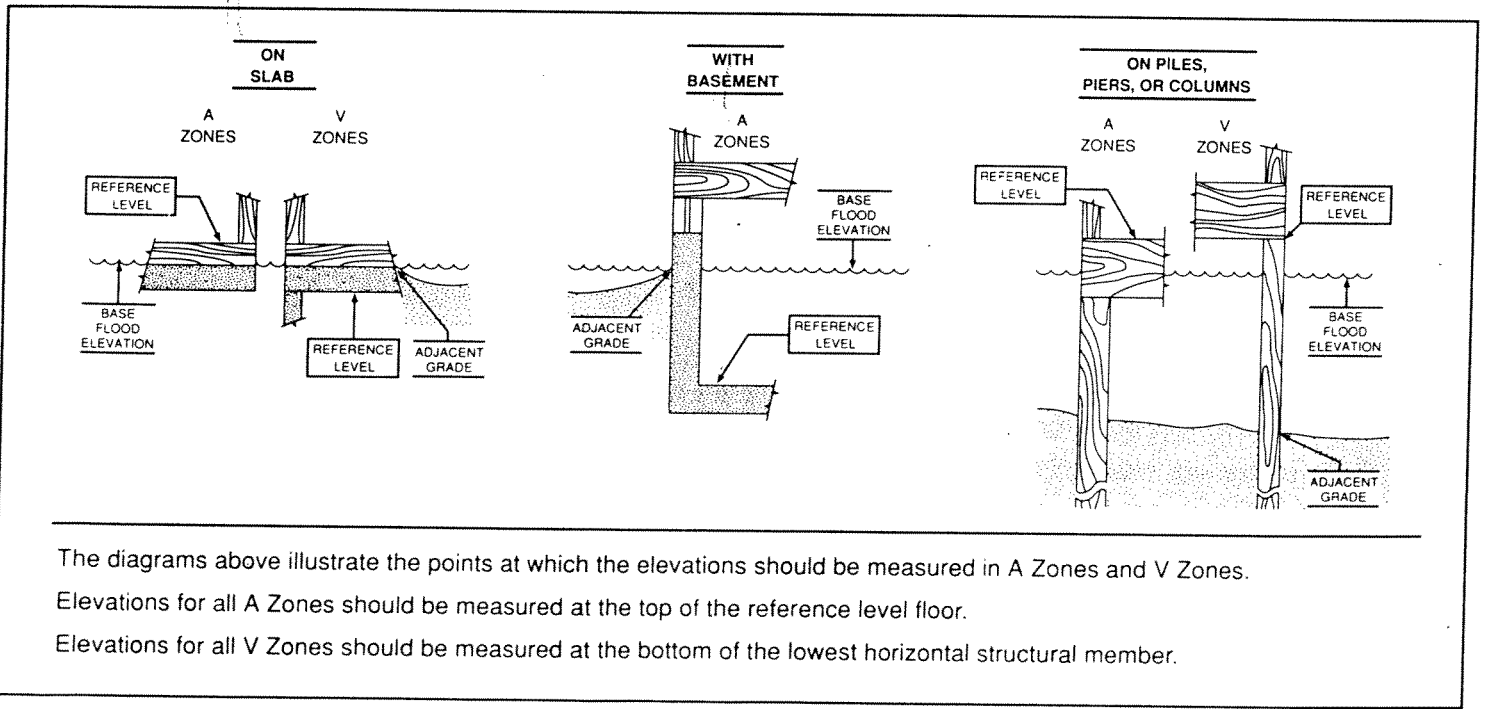 ON
SLAB
A
ZONES
V
ZONES
REFERENCE
LEVEL
BASE
FLOOD
ELEVATION
REFERENCE
LEVEL
ADJACENT
GRADE
WITH
BASEMENT
A
ZONES
BASE
FLOOD
ELEVATION
ADJACENT
GRADE
REFERENCE
LEVEL
ON PILES,
PIERS, OR COLUMNS
A
ZONES
V
ZONES
REFERENCE
LEVEL
REFERENCE
LEVEL
BASE
FLOOD
ELEVATION
ADJACENT
GRADE
The diagrams above illustrate the points at which the elevations should be measured in A Zones and V Zones.
Elevations for all A Zones should be measured at the top of the reference level floor.
Elevations for all V Zones should be measured at the bottom of the lowest horizontal structural member.